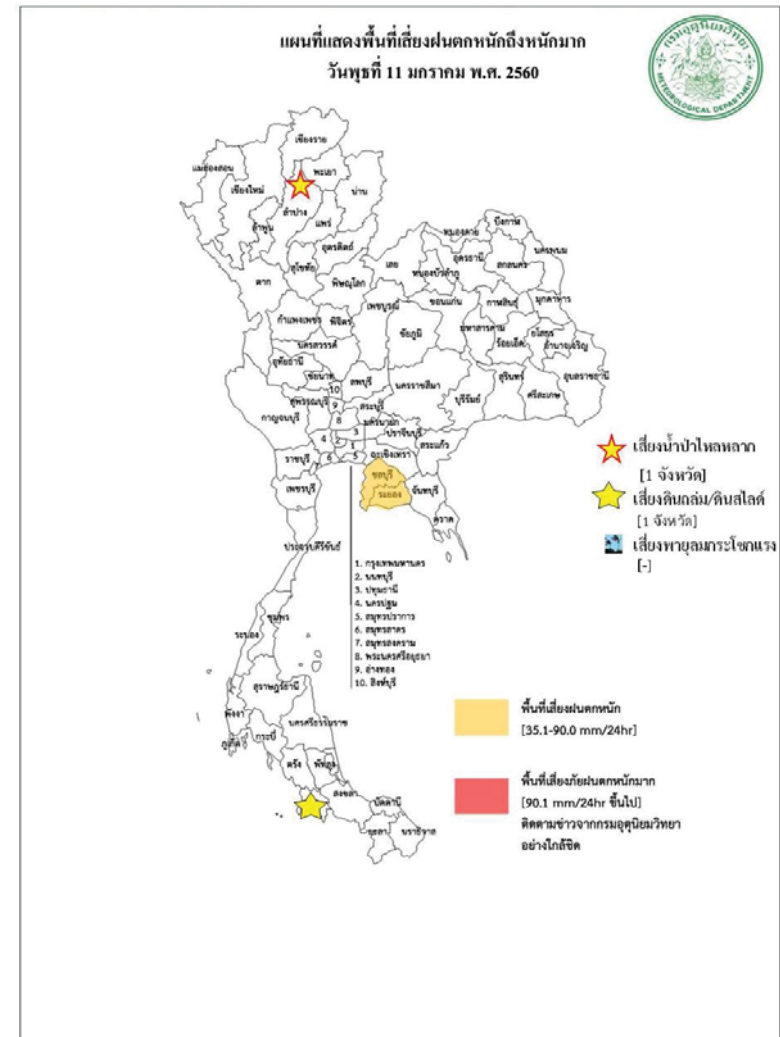 แผนที่แสดงพื้นที่เสี่ยงฝนตกหนักถึงหนักมาก
วันพุธที่ 11 มกราคม พ.ศ. 2560
กรมอุตุนิยมวิทยา
METEOROLOGICAL DEPARTMENT
เชียงราย
แม่ฮ่องสอน
พะเยา
เชียงใหม่
น่าน
ลำปาง
ลำพูน
แพร่
บึงกาฬ
หนองคาย
อุตรดิตถ์
เลย
อุดรธานี
นครพนม
สกลนคร
หนองบัวลำภู
สุโขทัย
ตาก
พิษณุโลก
เพชรบูรณ์
ขอนแก่น
กาฬสินธุ์
มุกดาหาร
กำแพงเพชร
พิจิตร
ชัยภูมิ
มหาสารคาม
ยโสธร
ร้อยเอ็ด
อำนาจเจริญ
นครสวรรค์
อุทัยธานี
ชัยนาท
ลพบุรี
นครราชสีมา
สุรินทร์
อุบลราชธานี
10
สุพรรณบุรี
9
สระบุรี
บุรีรัมย์
ศรีสะเกษ
กาญจนบุรี
8
นครนายก
3
ปราจีนบุรี
4
2
1
สระแก้ว
ราชบุรี
7
6
5
ฉะเชิงเทรา
ชลบุรี
เพชรบุรี
ระยอง
จันทบุรี
ตราด
ประจวบคีรีขันธ์
เสี่ยงน้ำป่าไหลหลาก
[1 จังหวัด]
เสี่ยงดินถล่ม/ดินสไลด์
[1 จังหวัด]
เสี่ยงพายุลมกระโชกแรง
[-]
1. กรุงเทพมหานคร
2. นนทบุรี
3. ปทุมธานี
4. นครปฐม
5. สมุทรปราการ
6. สมุทรสาคร
7. สมุทรสงคราม
8. พระนครศรีอยุธยา
9. อ่างทอง
10. สิงห์บุรี
ชุมพร
ระนอง
สุราษฎร์ธานี
พังงา
นครศรีธรรมราช
กระบี่
ภูเก็ต
ตรัง
พัทลุง
สงขลา
ปัตตานี
ยะลา
นราธิวาส
พื้นที่เสี่ยงฝนตกหนัก
[35.1-90.0 mm/24hr]
พื้นที่เสี่ยงภัยฝนตกหนักมาก
[90.1 mm/24hr ขึ้นไป]
ติดตามข่าวจากกรมอุตุนิยมวิทยา
อย่างใกล้ชิด